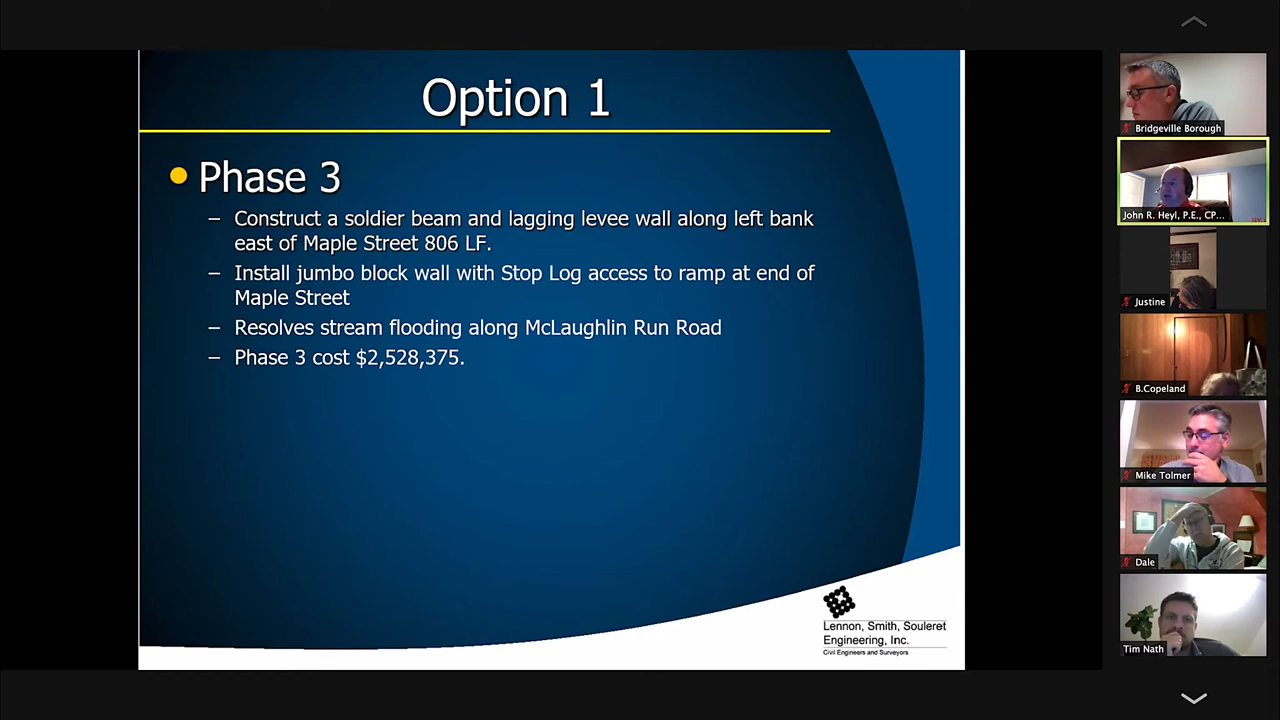 Option 1
Phase 3
– Construct a soldier beam and lagging levee wall along left bank
east of Maple Street 806 LF.
– Install jumbo block wall with Stop Log access to ramp at end of
Maple Street
– Resolves stream flooding along McLaughlin Run Road
– Phase 3 cost $2,528,375.
Lennon, Smith, Souleret
Engineering, Inc.
Civil Engineers and Surveyors
Bridgeville Borough
John R. Heyl, P.E., CP...
Justine
B.Copeland
Mike Tolmer
Dale
Tim Nath